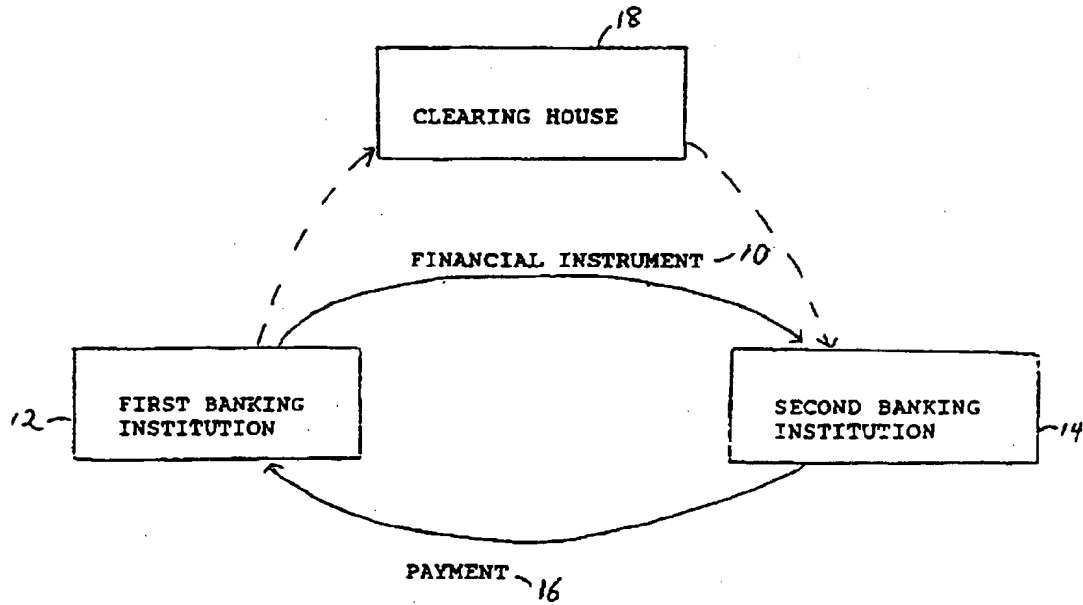 18
CLEARING HOUSE
FINANCIAL INSTRUMENT 10
FIRST BANKING
INSTITUTION
12
SECOND BANKING
INSTITUTION
14
PAYMENT 16